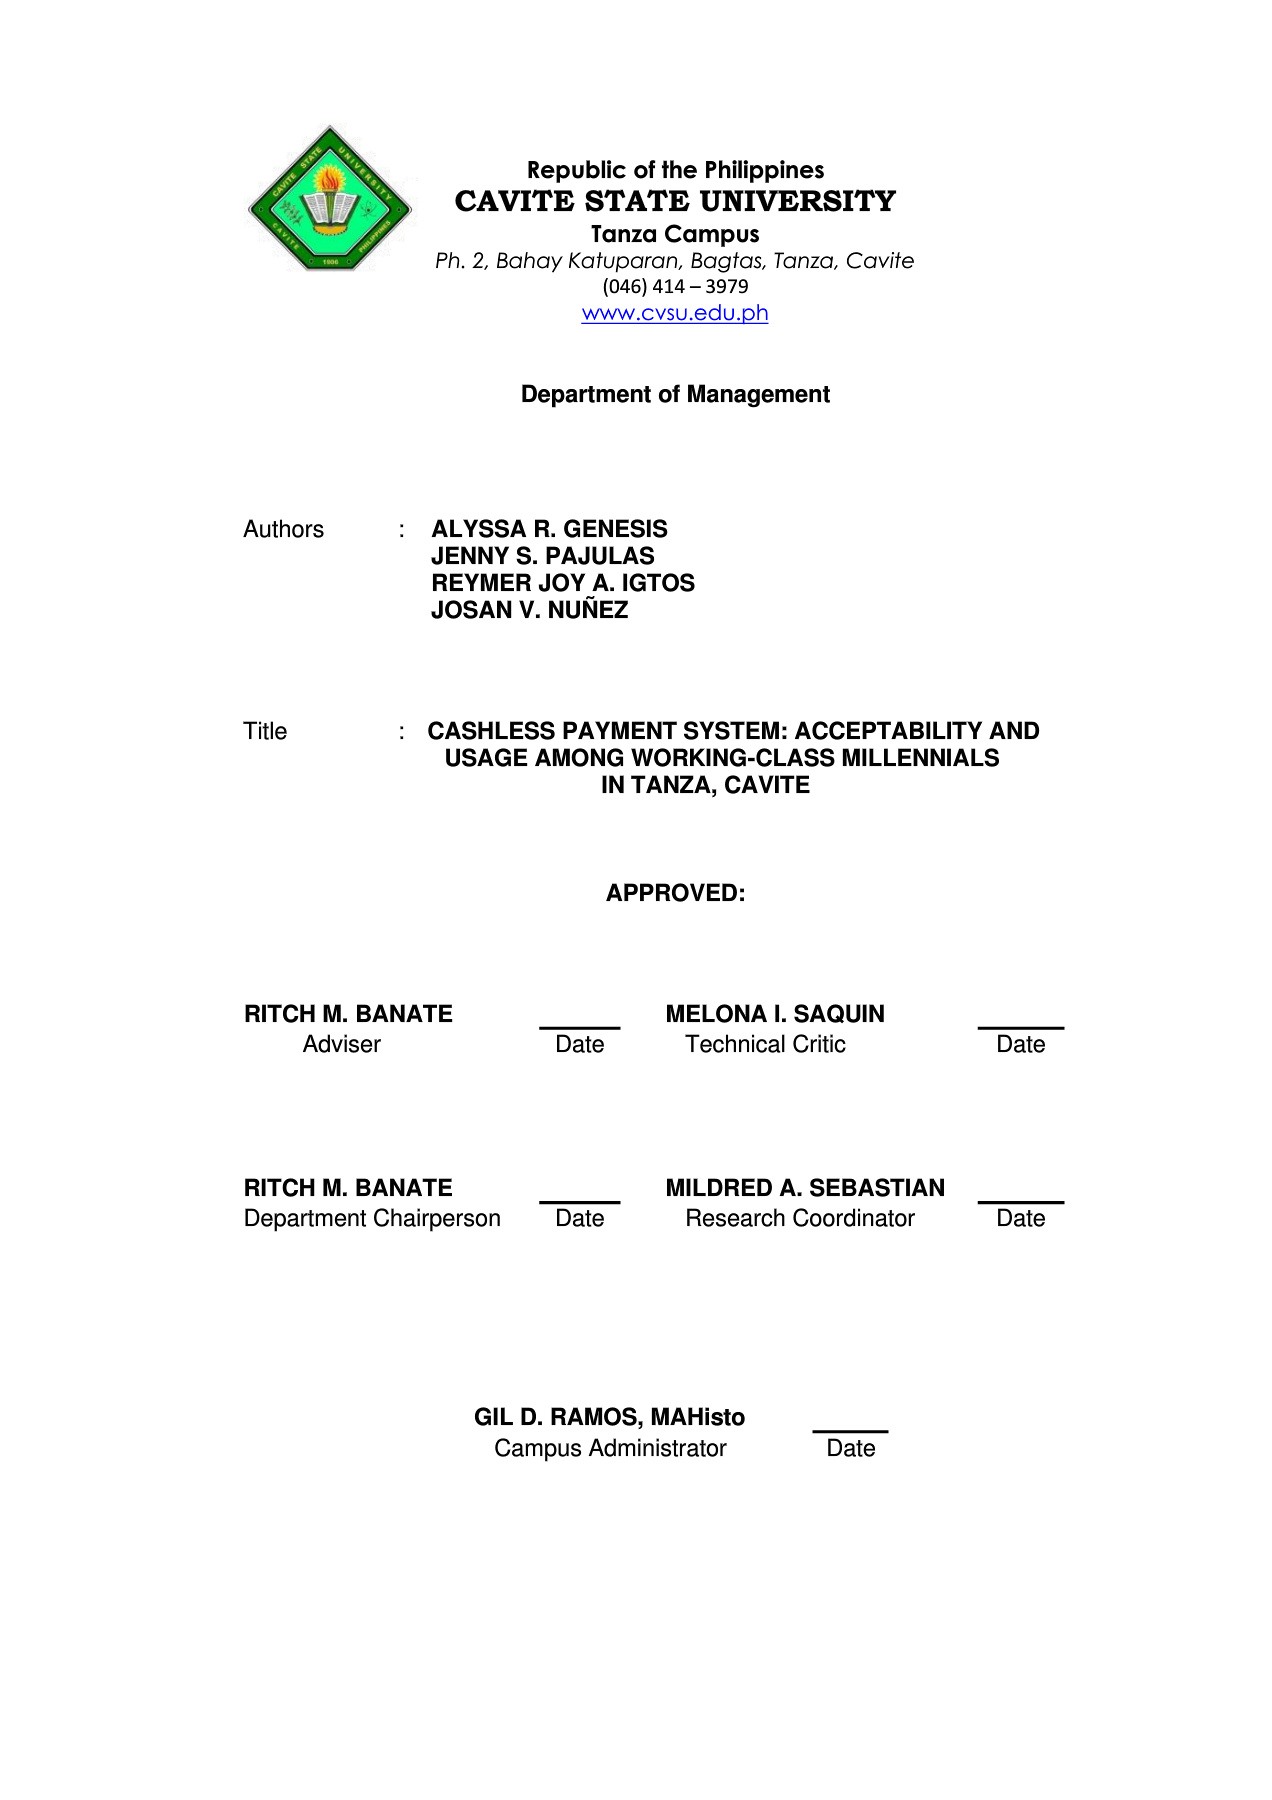 CAVITE STATE UNIVERSITY
CAVITE PHILIPPINES
1906
Republic of the Philippines
CAVITE STATE UNIVERSITY
Tanza Campus
Ph. 2, Bahay Katuparan, Bagtas, Tanza, Cavite
(046) 414 – 3979
www.cvsu.edu.ph
Department of Management
Authors : ALYSSA R. GENESIS
JENNY S. PAJULAS
REYMER JOY A. IGTOS
JOSAN V. NUÑEZ
Title : CASHLESS PAYMENT SYSTEM: ACCEPTABILITY AND
USAGE AMONG WORKING-CLASS MILLENNIALS
IN TANZA, CAVITE
APPROVED:
RITCH M. BANATE MELONA I. SAQUIN
Adviser Date Technical Critic Date
RITCH M. BANATE MILDRED A. SEBASTIAN
Department Chairperson Date Research Coordinator Date
GIL D. RAMOS, MAHisto
Campus Administrator Date